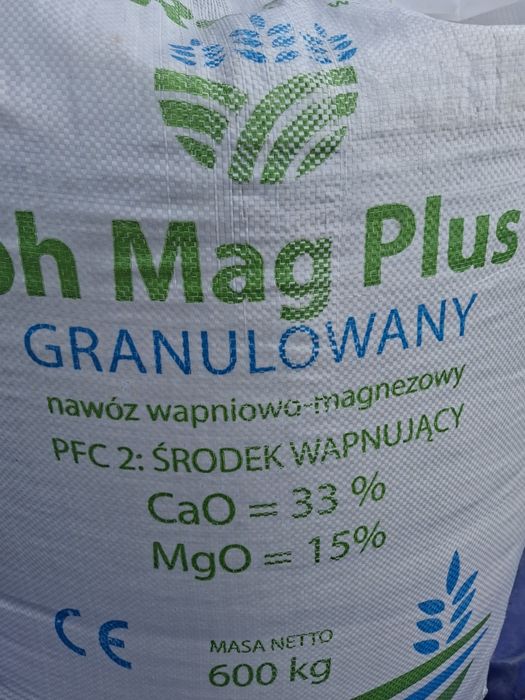 ph Mag Plus
GRANULOWANY
nawóz wapniowo-magnezowy
PFC 2: ŚRODEK WAPNUJĄCY
CaO = 33 %
MgO = 15%
CE
MASA NETTO
600 kg